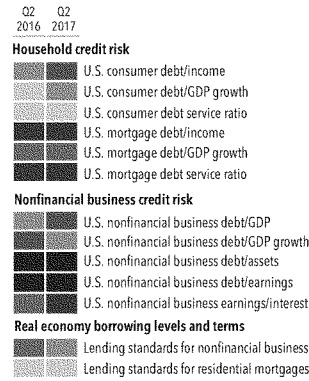 Q2 Q2
2016 2017
Household credit risk
U.S. consumer debt/income
U.S. consumer debt/GDP growth
U.S. consumer debt service ratio
U.S. mortgage debt/income
U.S. mortgage debt/GDP growth
U.S. mortgage debt service ratio
Nonfinancial business credit risk
U.S. nonfinancial business debt/GDP
U.S. nonfinancial business debt/GDP growth
U.S. nonfinancial business debt/assets
U.S. nonfinancial business debt/earnings
U.S. nonfinancial business earnings/interest
Real economy borrowing levels and terms
Lending standards for nonfinancial business
Lending standards for residential mortgages